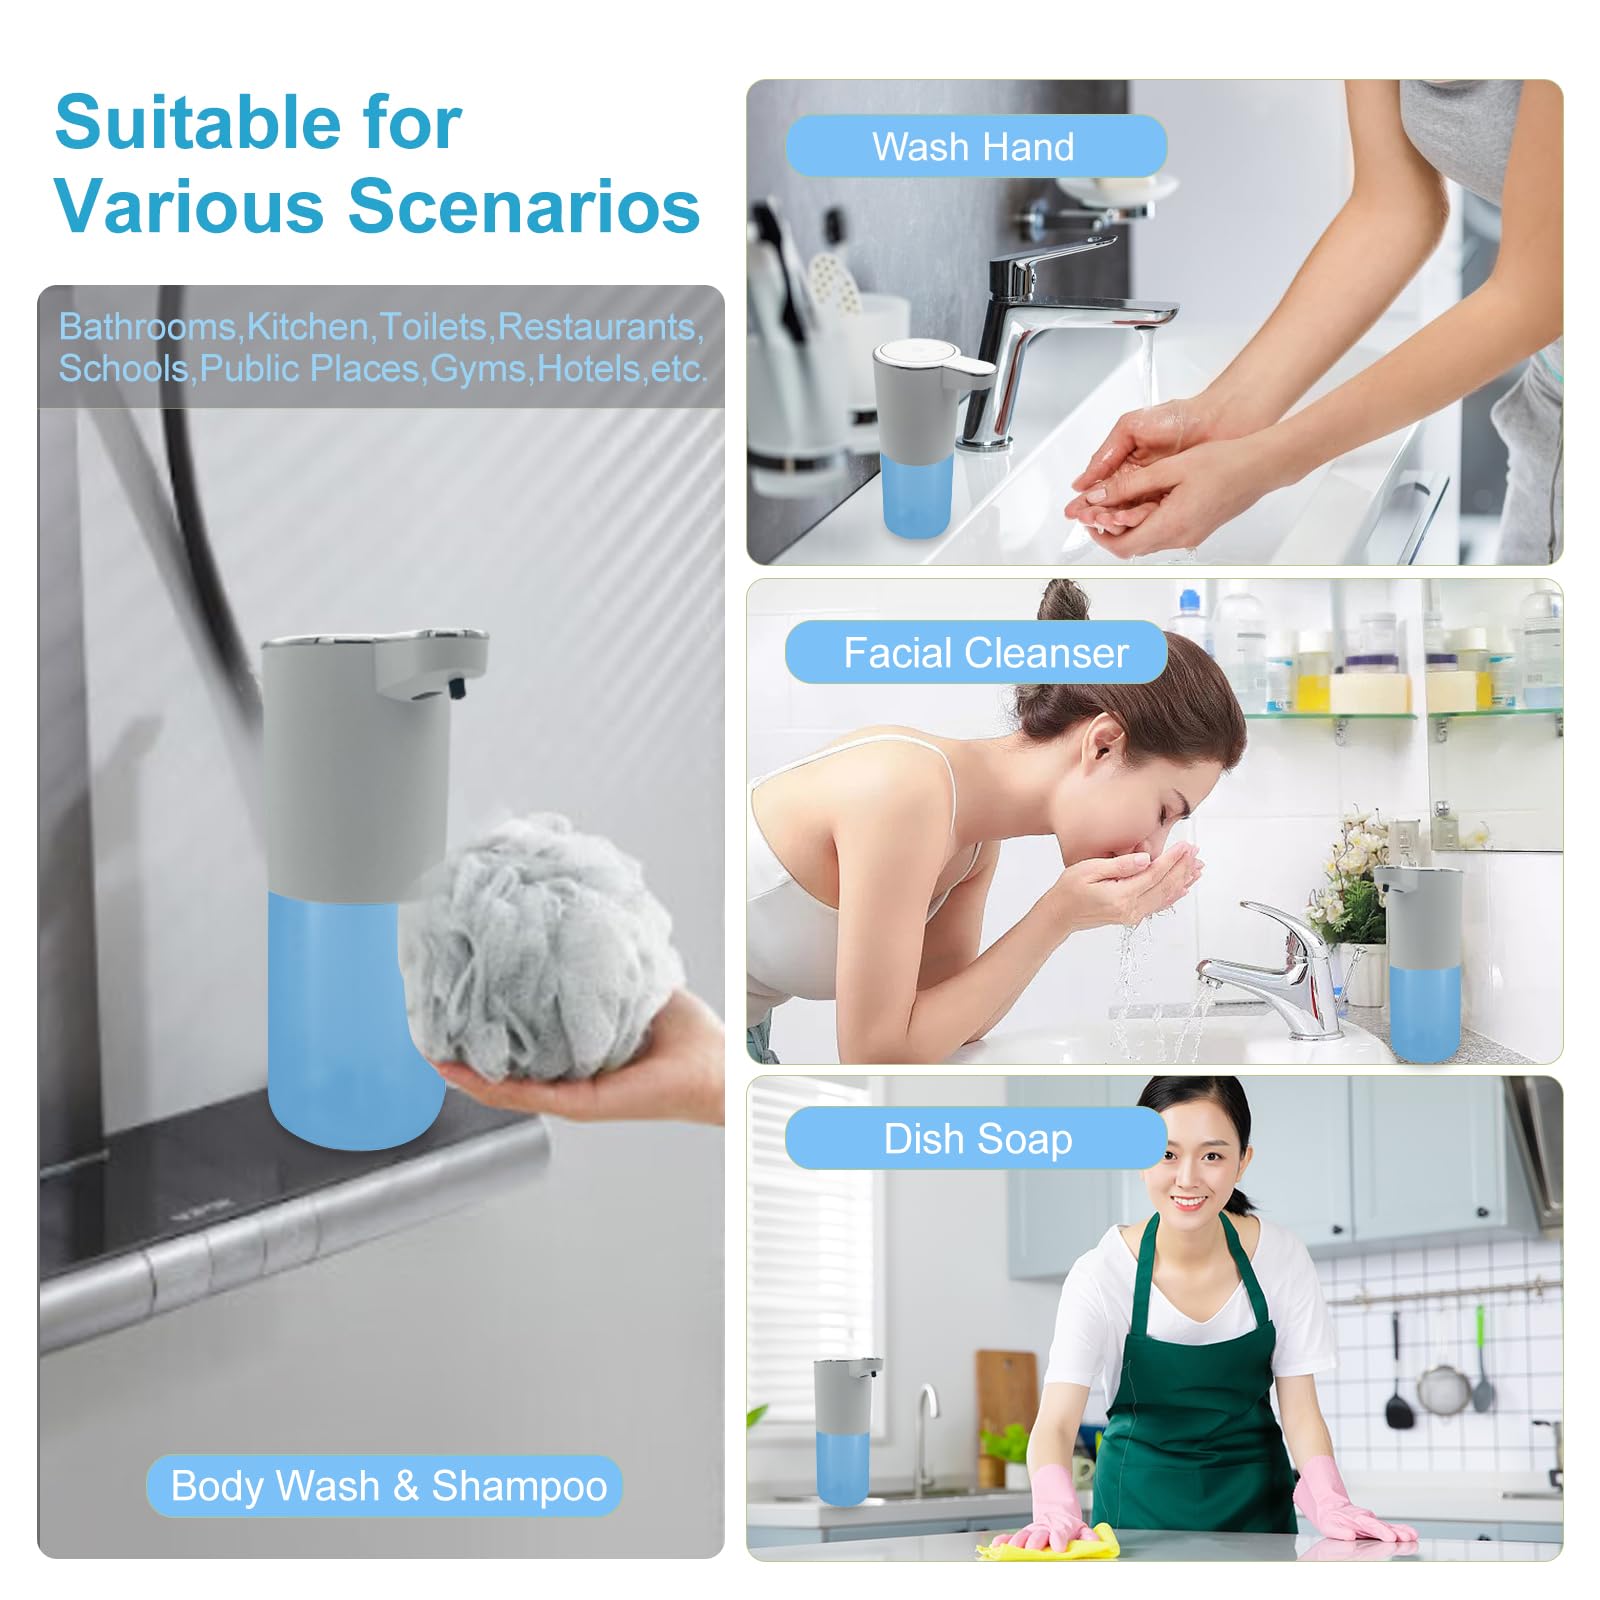 Suitable for
Various Scenarios
Bathrooms,Kitchen,Toilets,Restaurants,
Schools,Public Places,Gyms,Hotels,etc.
Body Wash & Shampoo
Wash Hand
Facial Cleanser
Dish Soap